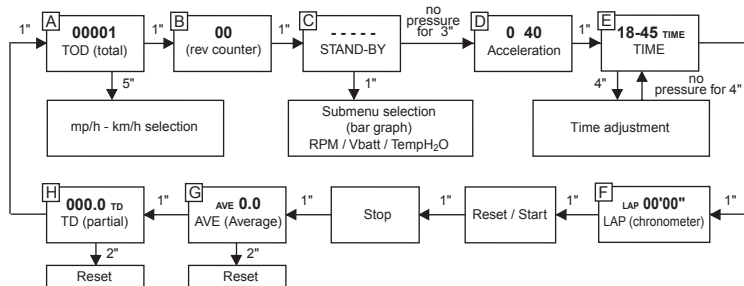 A
00001
TOD (total)
1"
1"
5"
mp/h - km/h selection
B
00
(rev counter)
1"
C
- - - - -
STAND-BY
1"
Submenu selection
(bar graph)
RPM / Vbatt / TempH₂O
no
pressure
for 3"
D
0 40
Acceleration
1"
E
18-45 TIME
TIME
4"
no
pressure for 4"
Time adjustment
1"
F
LAP 00'00"
LAP (chronometer)
1"
Reset / Start
1"
Stop
1"
G
AVE 0.0
AVE (Average)
2"
Reset
1"
H
000.0 TD
TD (partial)
2"
Reset